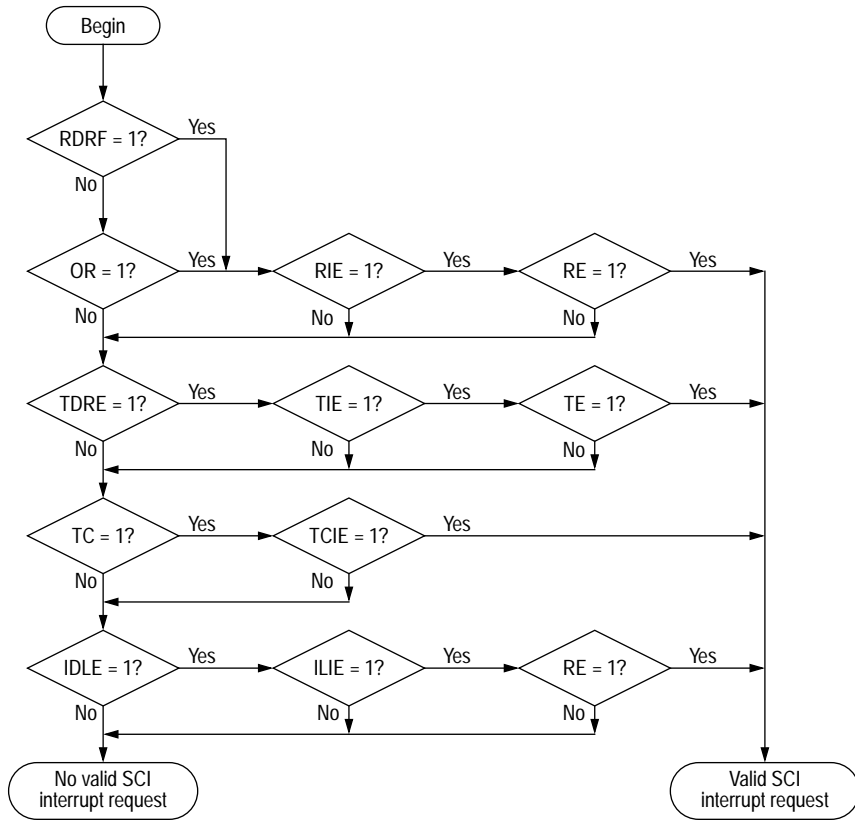 Begin
RDRF = 1?
Yes
No
OR = 1?
Yes
RIE = 1?
Yes
RE = 1?
Yes
No
No
No
TDRE = 1?
Yes
TIE = 1?
Yes
TE = 1?
Yes
No
No
No
TC = 1?
Yes
TCIE = 1?
Yes
No
No
IDLE = 1?
Yes
ILIE = 1?
Yes
RE = 1?
Yes
No
No
No
No valid SCI
interrupt request
Valid SCI
interrupt request